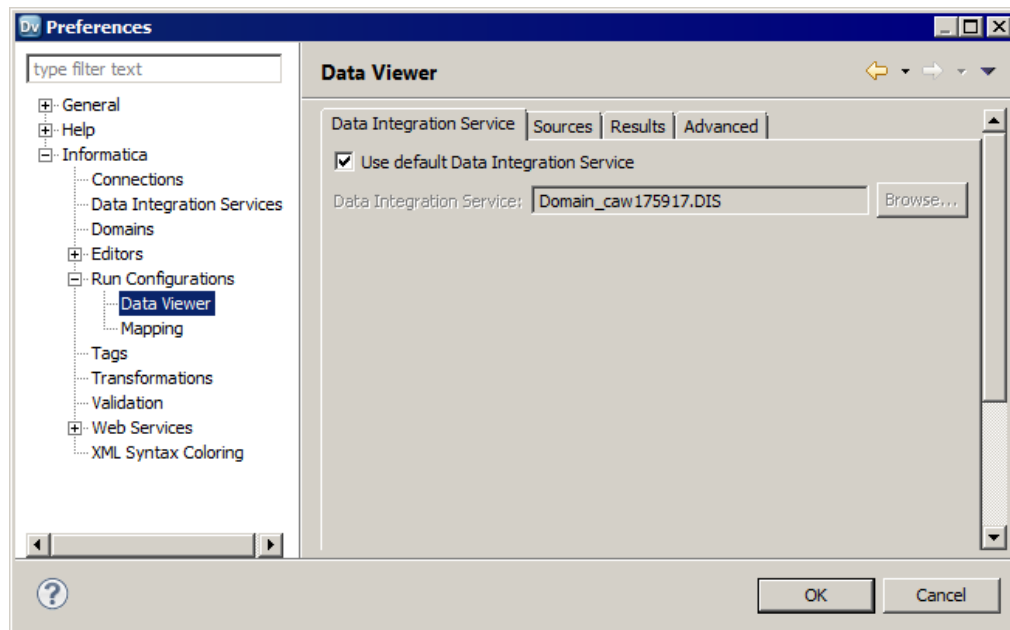 Dv Preferences
type filter text
General
Help
Informatica
Connections
Data Integration Services
Domains
Editors
Run Configurations
Data Viewer
Mapping
Tags
Transformations
Validation
Web Services
XML Syntax Coloring
Data Viewer
Data Integration Service Sources Results Advanced
Use default Data Integration Service
Data Integration Service: Domain_caw175917.DIS Browse...
? OK Cancel